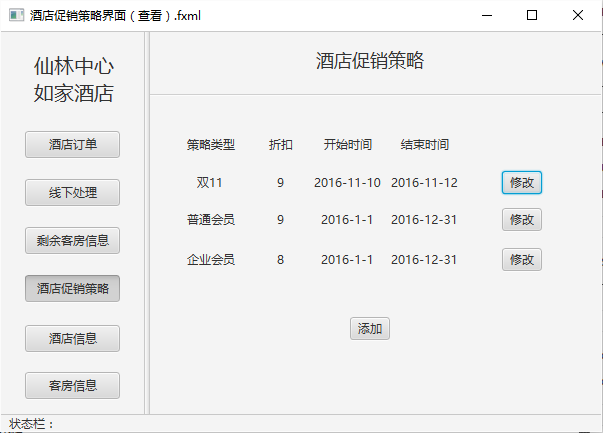 酒店促销策略界面（查看）.fxml
仙林中心
如家酒店
酒店订单
线下处理
剩余客房信息
酒店促销策略
酒店信息
客房信息
酒店促销策略
策略类型 折扣 开始时间 结束时间
双11 9 2016-11-10 2016-11-12 修改
普通会员 9 2016-1-1 2016-12-31 修改
企业会员 8 2016-1-1 2016-12-31 修改
添加
状态栏：